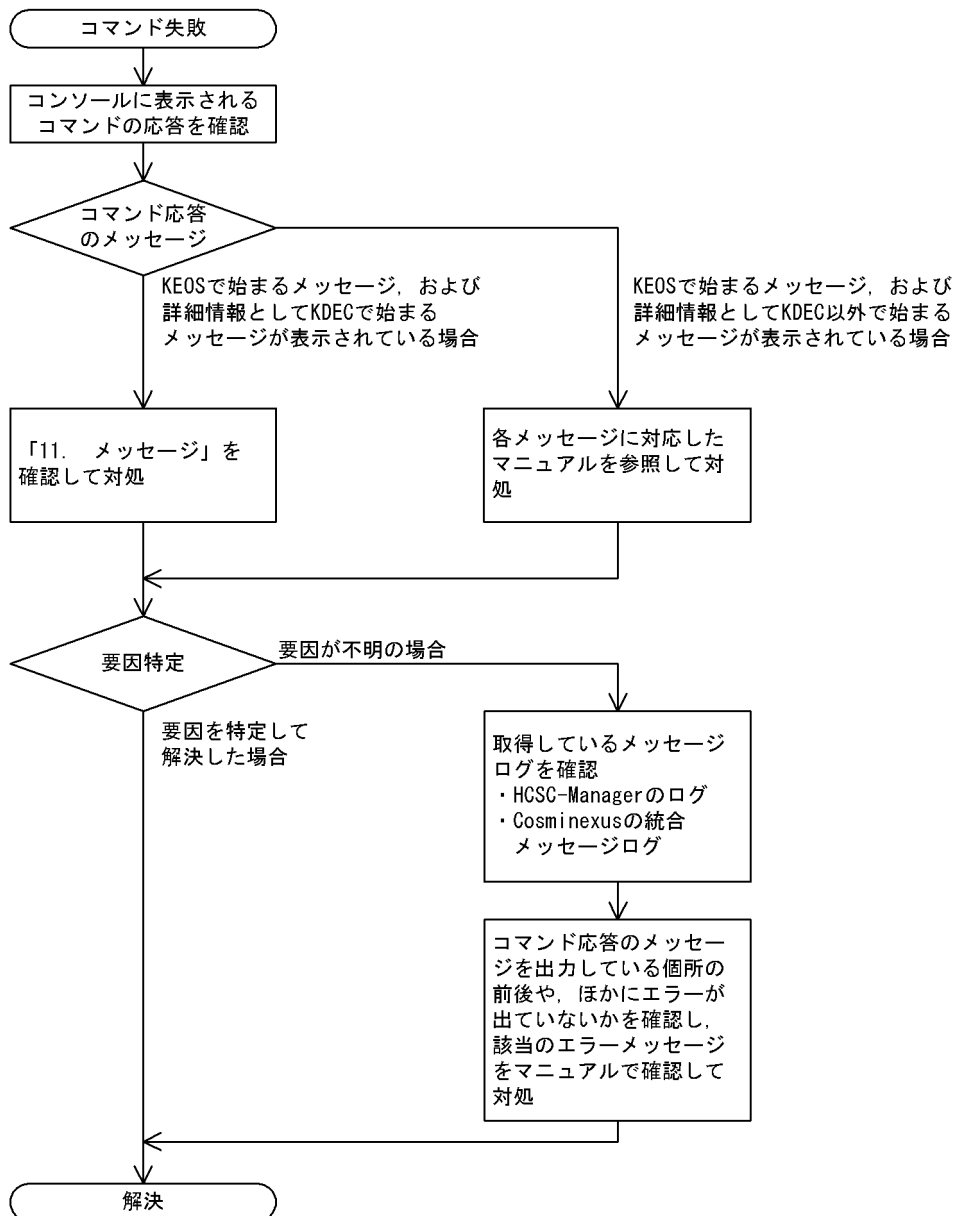 コマンド失敗
コンソールに表示される
コマンドの応答を確認
コマンド応答
のメッセージ
KEOSで始まるメッセージ，および
詳細情報としてKDECで始まる
メッセージが表示されている場合
KEOSで始まるメッセージ，および
詳細情報としてKDEC以外で始まる
メッセージが表示されている場合
「11.　メッセージ」を
確認して対処
各メッセージに対応した
マニュアルを参照して対
処
要因特定
要因が不明の場合
要因を特定して
解決した場合
取得しているメッセージ
ログを確認
・HCSC-Managerのログ
・Cosminexusの統合
メッセージログ
コマンド応答のメッセー
ジを出力している個所の
前後や，ほかにエラーが
出ていないかを確認し，
該当のエラーメッセージ
をマニュアルで確認して
対処
解決